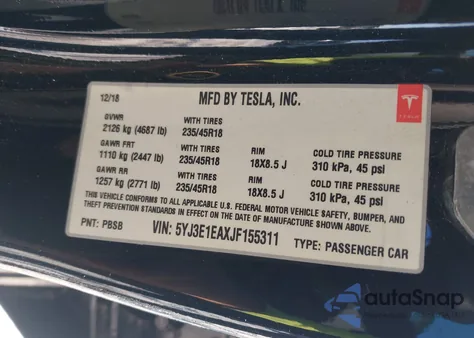 12/18 MFD BY TESLA, INC.
GVWR WITH TIRES
2126 kg (4687 lb) 235/45R18
GAWR FRT WITH TIRES RIM COLD TIRE PRESSURE
1110 kg (2447 lb) 235/45R18 18X8.5 J 310 kPa, 45 psi
GAWR RR WITH TIRES RIM COLD TIRE PRESSURE
1257 kg (2771 lb) 235/45R18 18X8.5 J 310 kPa, 45 psi
THIS VEHICLE CONFORMS TO ALL APPLICABLE U.S. FEDERAL MOTOR VEHICLE SAFETY, BUMPER, AND
THEFT PREVENTION STANDARDS IN EFFECT ON THE DATE OF MANUFACTURE SHOWN ABOVE.
PNT: PBSB VIN: 5YJ3E1EAXJF155311 TYPE: PASSENGER CAR
TESLA
autoSnap